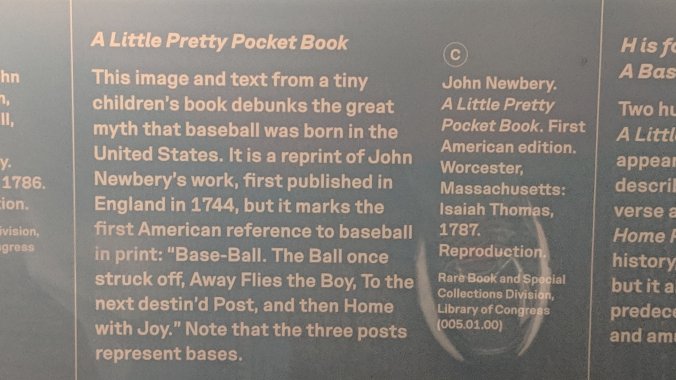 hn
n,
ll,
y.
1786.
ion.
ivision,
ngress
A Little Pretty Pocket Book
This image and text from a tiny
children's book debunks the great
myth that baseball was born in the
United States. It is a reprint of John
Newbery's work, first published in
England in 1744, but it marks the
first American reference to baseball
in print: “Base-Ball. The Ball once
struck off, Away Flies the Boy, To the
next destin'd Post, and then Home
with Joy.” Note that the three posts
represent bases.
C
John Newbery.
A Little Pretty
Pocket Book. First
American edition.
Worcester,
Massachusetts:
Isaiah Thomas,
1787.
Reproduction.
Rare Book and Special
Collections Division,
Library of Congress
(005.01.00)
H is fo
A Bas
Two hu
A Littl
appear
describ
verse a
Home R
history
but it a
predece
and amu